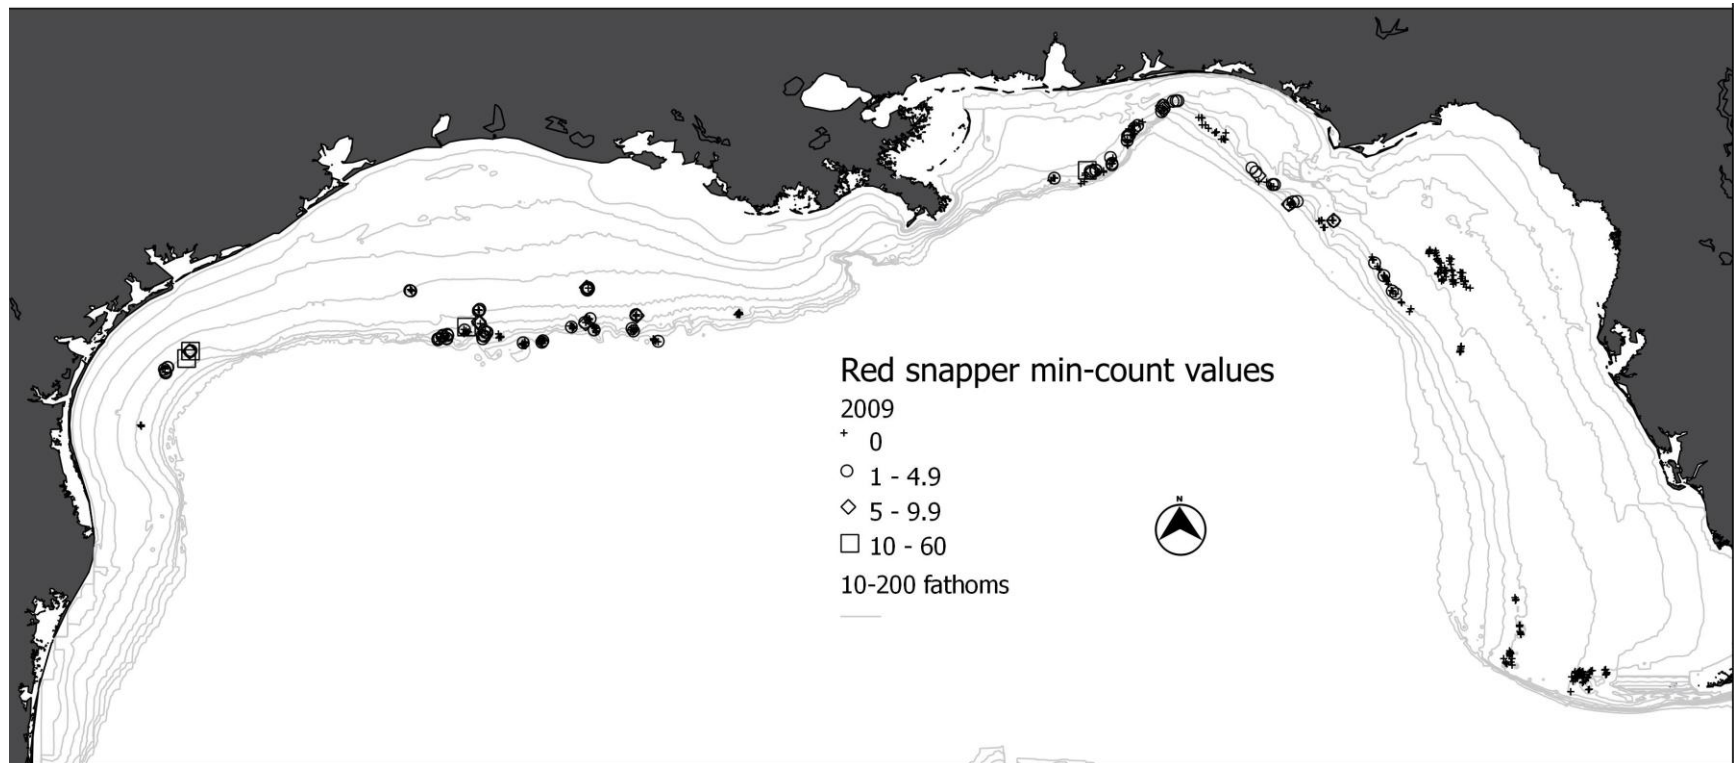 Red snapper min-count values
2009
0
1 - 4.9
5 - 9.9
10 - 60
10-200 fathoms
N